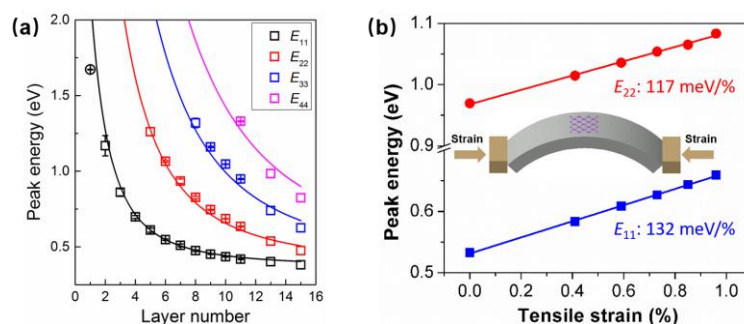 (a)
2.0
1.5
1.0
0.5
0 2 4 6 8 10 12 14 16
Peak energy (eV)
Layer number
E11
E22
E33
E44
(b)
1.1
1.0
0.9
0.6
0.5
0.0 0.2 0.4 0.6 0.8 1.0
Peak energy (eV)
Tensile strain (%)
E22: 117 meV/%
Strain Strain
E11: 132 meV/%